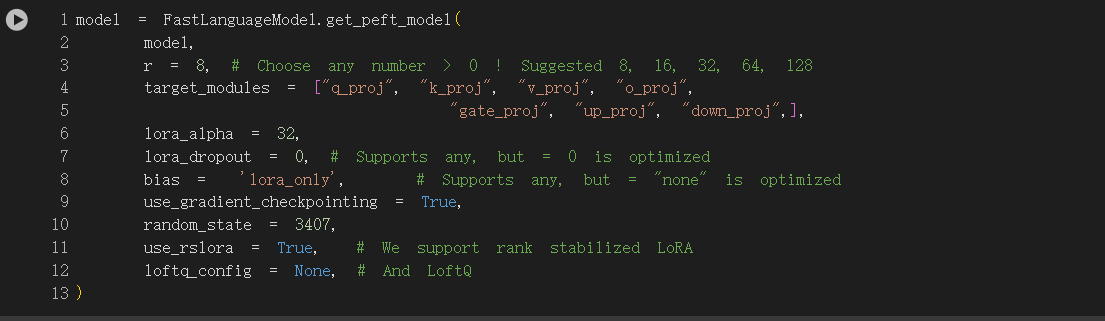 1 model = FastLanguageModel.get_peft_model(
2 model,
3 r = 8, # Choose any number > 0 ! Suggested 8, 16, 32, 64, 128
4 target_modules = ["q_proj", "k_proj", "v_proj", "o_proj",
5 "gate_proj", "up_proj", "down_proj",],
6 lora_alpha = 32,
7 lora_dropout = 0, # Supports any, but = 0 is optimized
8 bias = 'lora_only', # Supports any, but = "none" is optimized
9 use_gradient_checkpointing = True,
10 random_state = 3407,
11 use_rslora = True, # We support rank stabilized LoRA
12 loftq_config = None, # And LoftQ
13 )